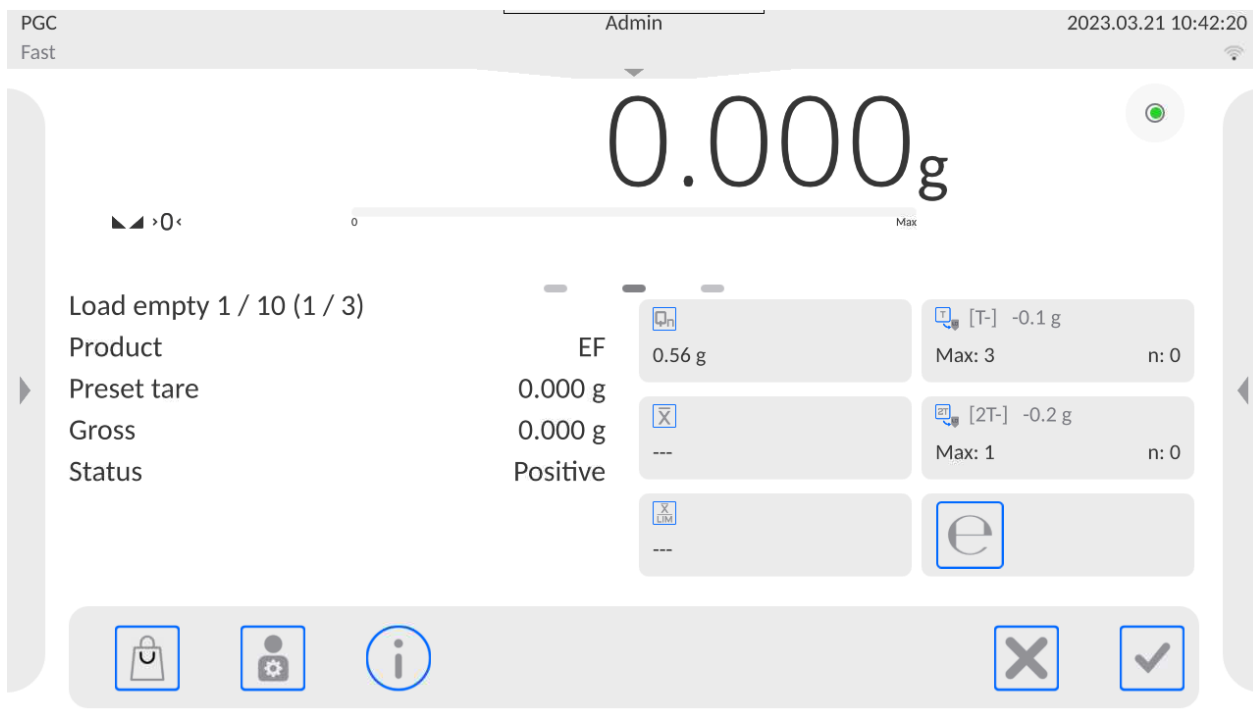 PGC
Admin
2023.03.21 10:42:20
Fast
0.000g
>0<
0
Max
Load empty 1 / 10 (1 / 3)
Product EF
Preset tare 0.000 g
Gross 0.000 g
Status Positive
Qn
0.56 g
T [T-] -0.1 g
Max: 3 n: 0
X̄
---
2T [2T-] -0.2 g
Max: 1 n: 0
X̄
LIM
---
℮
i